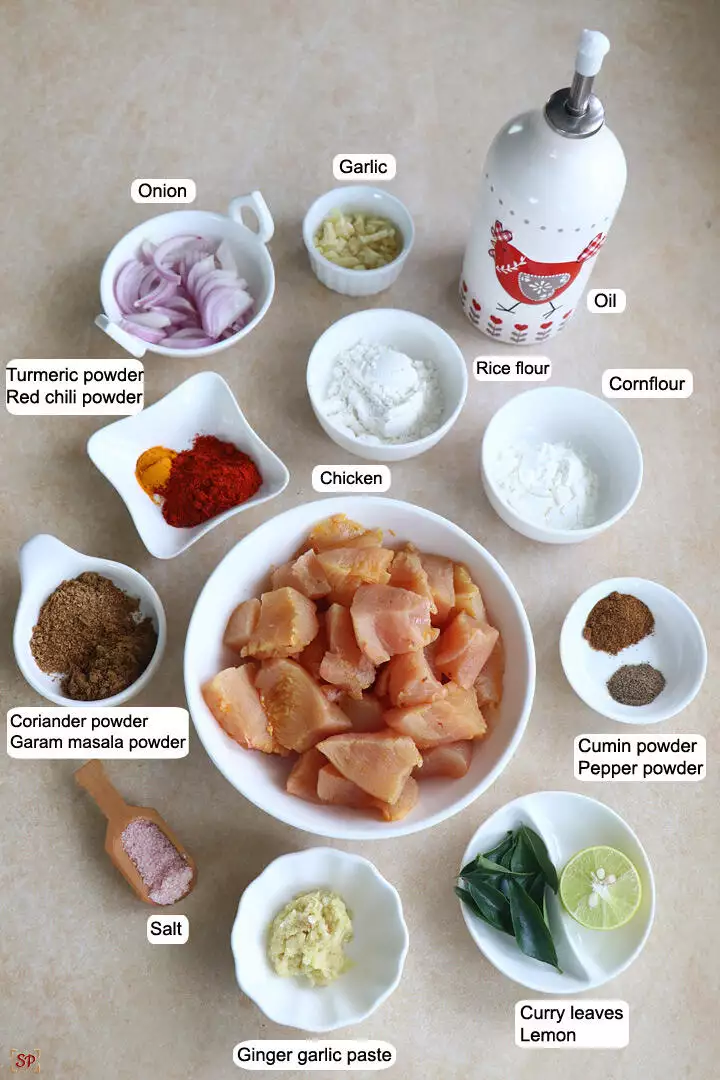 Garlic
Onion
Oil
Turmeric powder
Red chili powder
Rice flour
Cornflour
Chicken
Coriander powder
Garam masala powder
Cumin powder
Pepper powder
Salt
Curry leaves
Lemon
Ginger garlic paste
SP